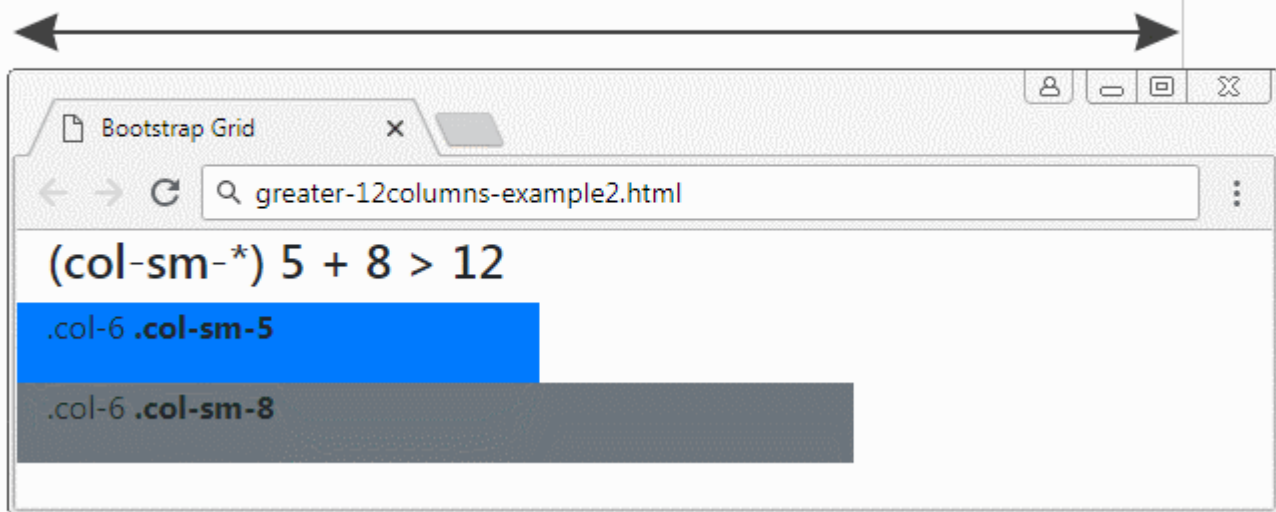 Bootstrap Grid
greater-12columns-example2.html
(col-sm-*) 5 + 8 > 12
.col-6 .col-sm-5
.col-6 .col-sm-8